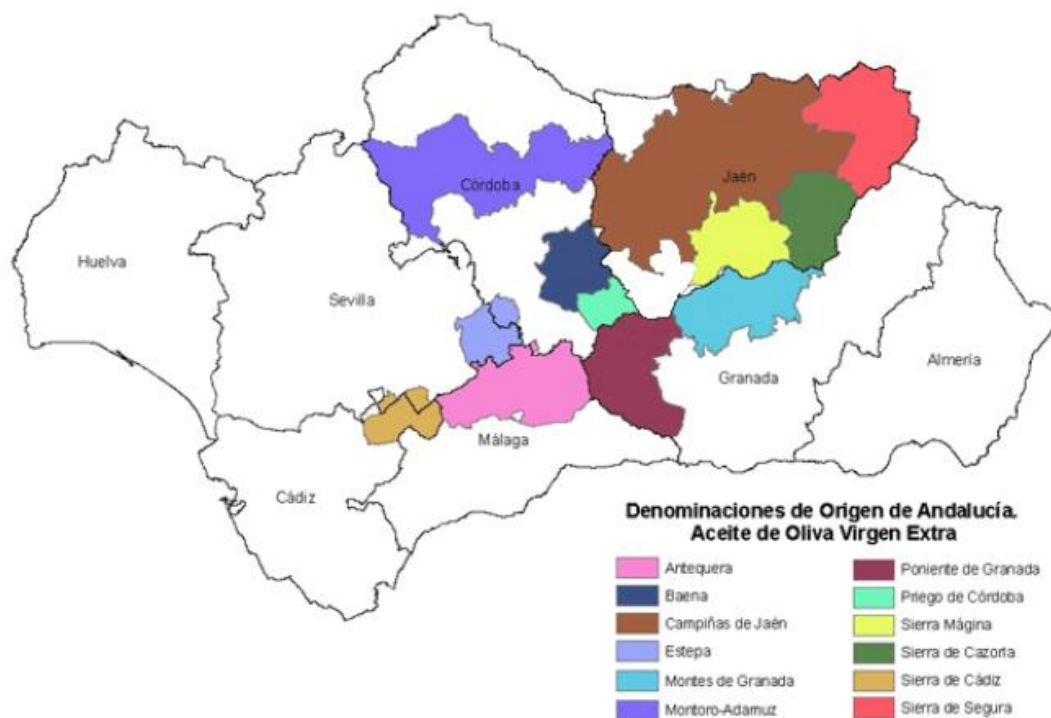 Jaén
Córdoba
Huelva
Sevilla
Almería
Granada
Málaga
Cádiz
Denominaciones de Origen de Andalucía.
Aceite de Oliva Virgen Extra
Antequera
Baena
Campiñas de Jaén
Estepa
Montes de Granada
Montoro-Adamuz
Poniente de Granada
Priego de Córdoba
Sierra Mágina
Sierra de Cazorla
Sierra de Cádiz
Sierra de Segura